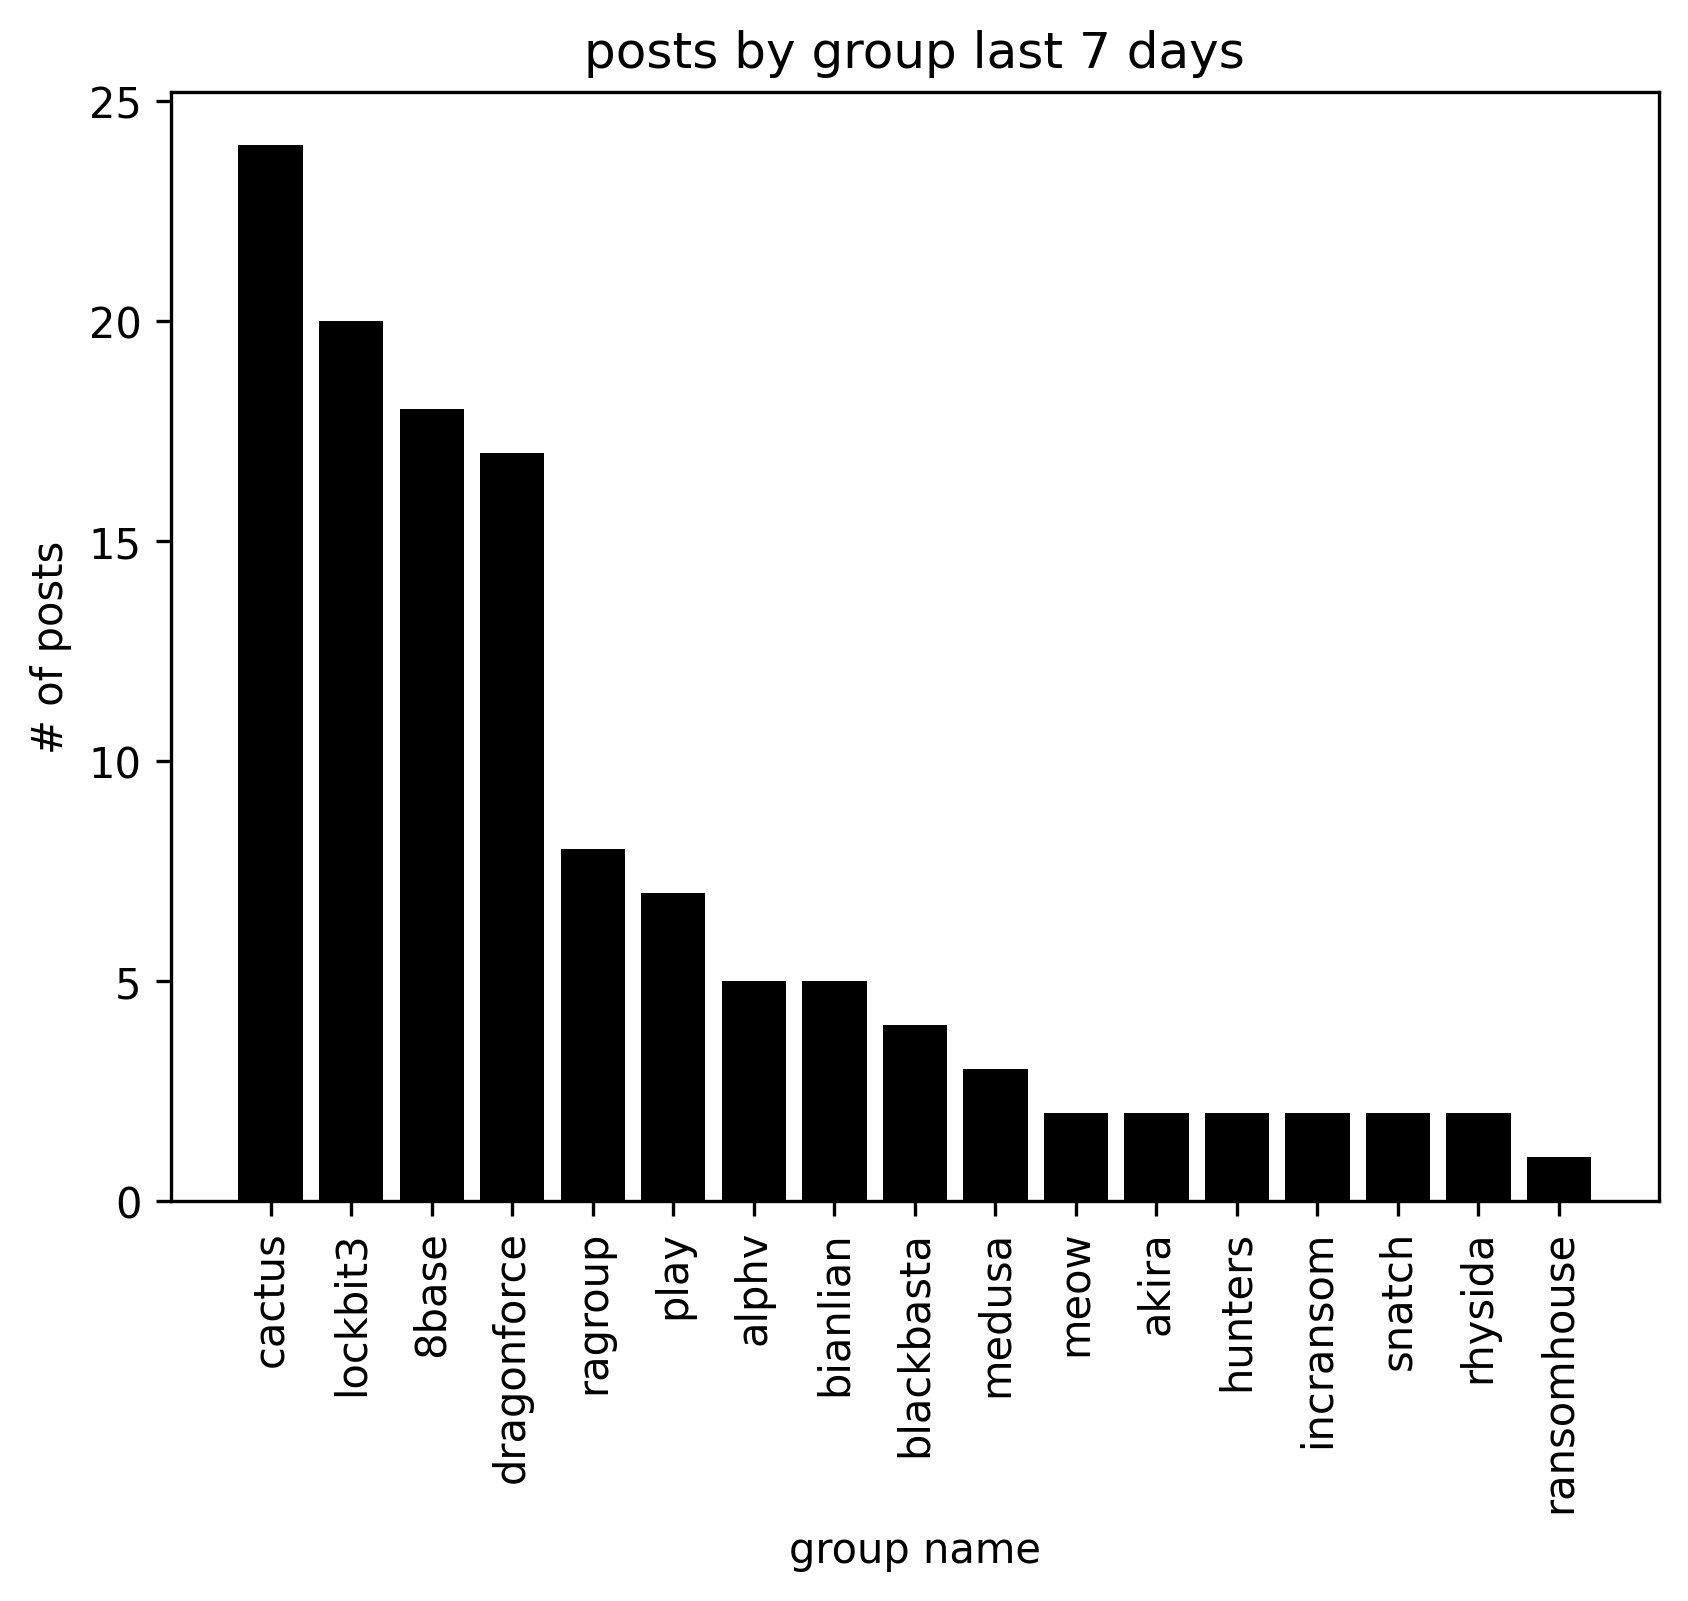 posts by group last 7 days
25
20
15
10
5
0
# of posts
cactus
lockbit3
8base
dragonforce
ragroup
play
alphv
bianlian
blackbasta
medusa
meow
akira
hunters
incransom
snatch
rhysida
ransomhouse
group name